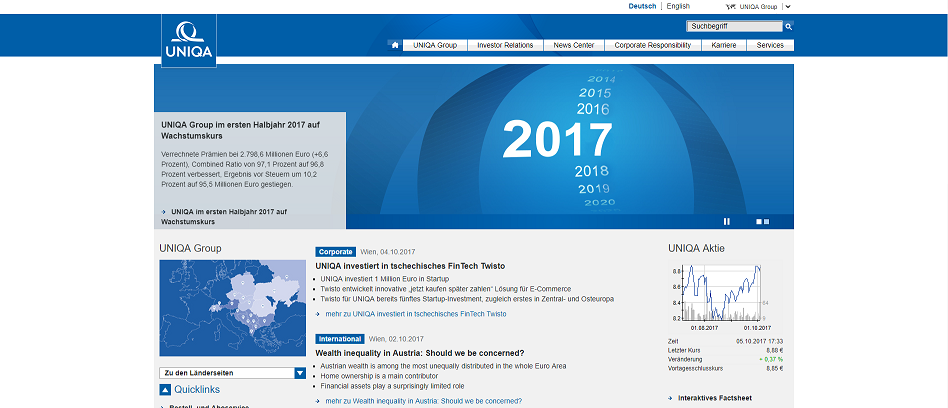 Deutsch English UNIQA Group
Suchbegriff
UNIQA
UNIQA Group Investor Relations News Center Corporate Responsibility Karriere Services
2014
2015
2016
2017
2018
2019
2020
UNIQA Group im ersten Halbjahr 2017 auf
Wachstumskurs
Verrechnete Prämien bei 2.798,6 Millionen Euro (+6,6
Prozent), Combined Ratio von 97,1 Prozent auf 96,8
Prozent verbessert, Ergebnis vor Steuern um 10,2
Prozent auf 95,5 Millionen Euro gestiegen.
UNIQA im ersten Halbjahr 2017 auf
Wachstumskurs
UNIQA Group
Zu den Länderseiten
Quicklinks
Corporate Wien, 04.10.2017
UNIQA investiert in tschechisches FinTech Twisto
UNIQA investiert 1 Million Euro in Startup
Twisto entwickelt innovative „jetzt kaufen später zahlen“ Lösung für E-Commerce
Twisto für UNIQA bereits fünftes Startup-Investment, zugleich erstes in Zentral- und Osteuropa
mehr zu UNIQA investiert in tschechisches FinTech Twisto
International Wien, 02.10.2017
Wealth inequality in Austria: Should we be concerned?
Austrian wealth is among the most unequally distributed in the whole Euro Area
Home ownership is a main contributor
Financial assets play a surprisingly limited role
mehr zu Wealth inequality in Austria: Should we be concerned?
UNIQA Aktie
8.8
8.6
8.4
8.2
01.08.2017 01.10.2017
Zeit 05.10.2017 17:33
Letzter Kurs 8,88 €
Veränderung + 0,37 %
Vortagesschlusskurs 8,85 €
Interaktives Factsheet